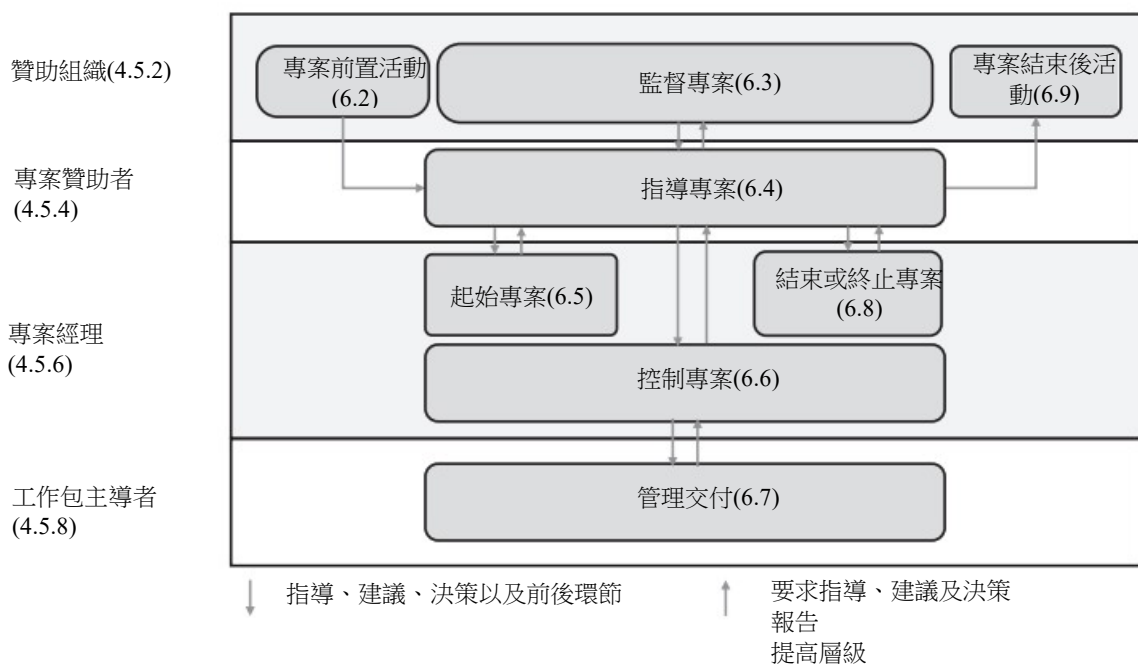 贊助組織(4.5.2)
專案前置活動
(6.2)
監督專案(6.3)
專案結束後活
動(6.9)
專案贊助者
(4.5.4)
指導專案(6.4)
專案經理
(4.5.6)
起始專案(6.5)
結束或終止專案
(6.8)
控制專案(6.6)
工作包主導者
(4.5.8)
管理交付(6.7)
指導、建議、決策以及前後環節
要求指導、建議及決策
報告
提高層級